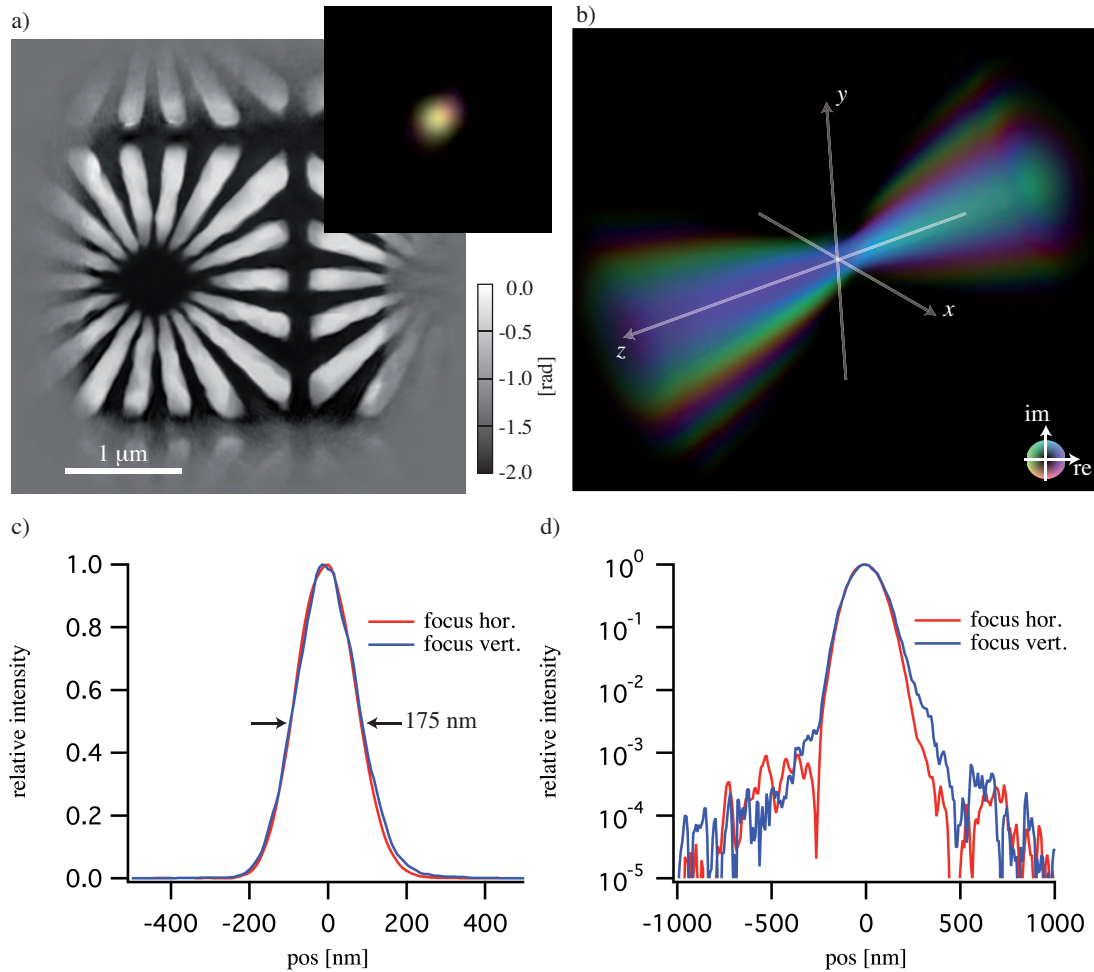 a)
0.0
-0.5
-1.0
-1.5
-2.0
[rad]
1 µm
b)
y
x
z
im
re
c)
1.0
0.8
0.6
0.4
0.2
0.0
relative intensity
focus hor.
focus vert.
175 nm
-400
-200
0
200
400
pos [nm]
d)
10⁰
10⁻¹
10⁻²
10⁻³
10⁻⁴
10⁻⁵
relative intensity
focus hor.
focus vert.
-1000
-500
0
500
1000
pos [nm]